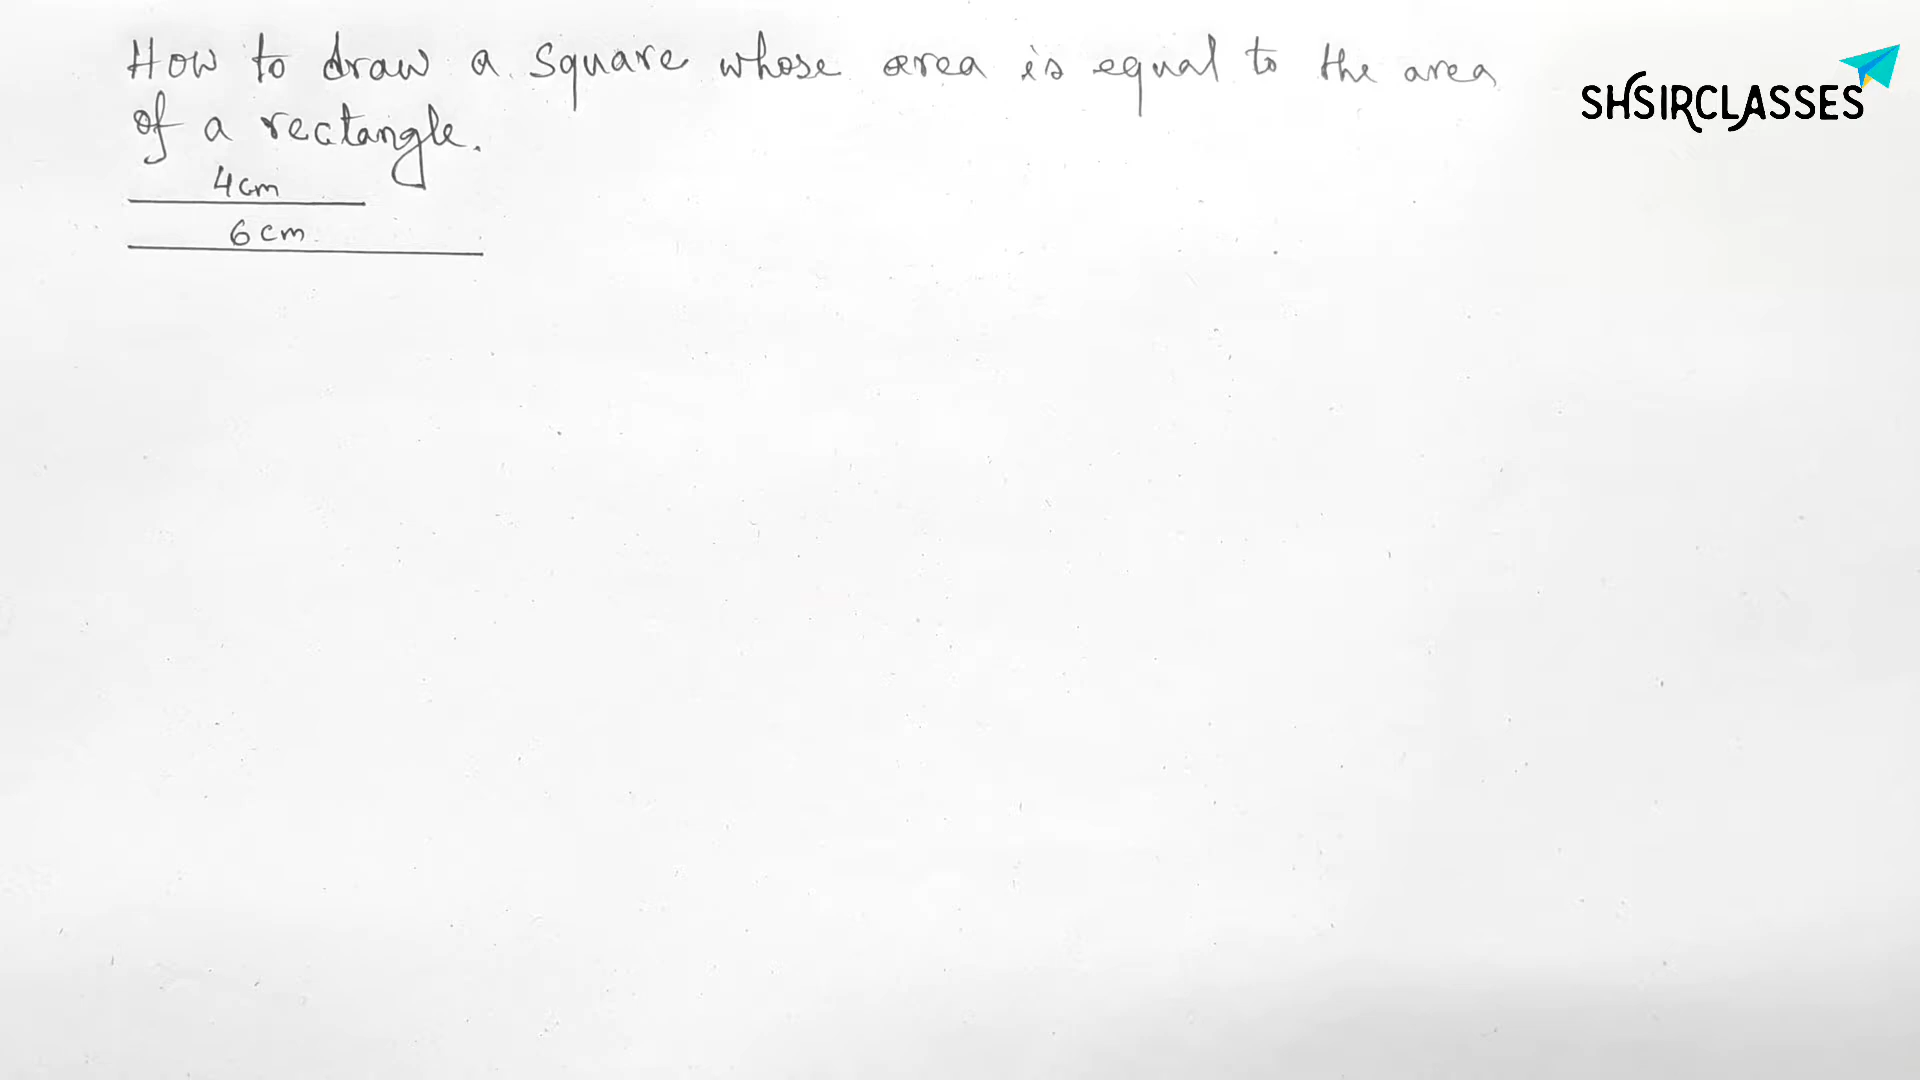 How to draw a square whose area is equal to the area
SHSIRCLASSES
of a rectangle.
4cm
6cm